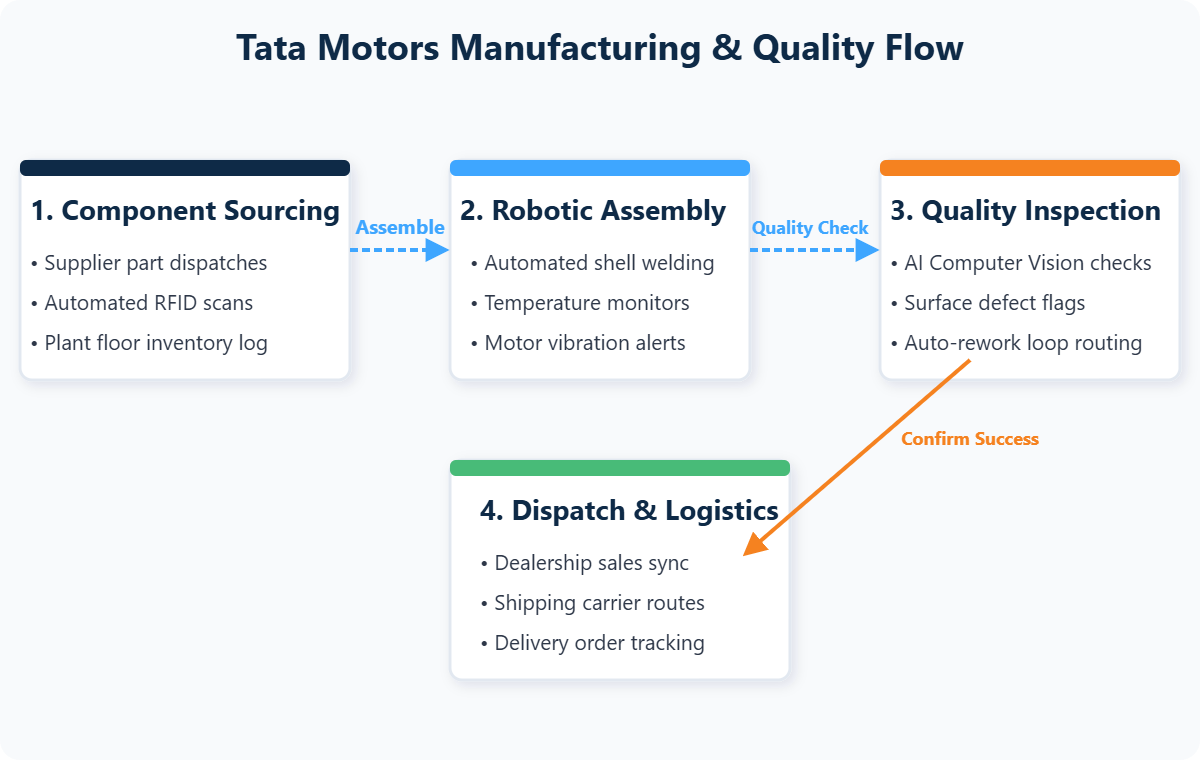 Tata Motors Manufacturing & Quality Flow
1. Component Sourcing
• Supplier part dispatches
• Automated RFID scans
• Plant floor inventory log
Assemble
2. Robotic Assembly
• Automated shell welding
• Temperature monitors
• Motor vibration alerts
Quality Check
3. Quality Inspection
• AI Computer Vision checks
• Surface defect flags
• Auto-rework loop routing
Confirm Success
4. Dispatch & Logistics
• Dealership sales sync
• Shipping carrier routes
• Delivery order tracking